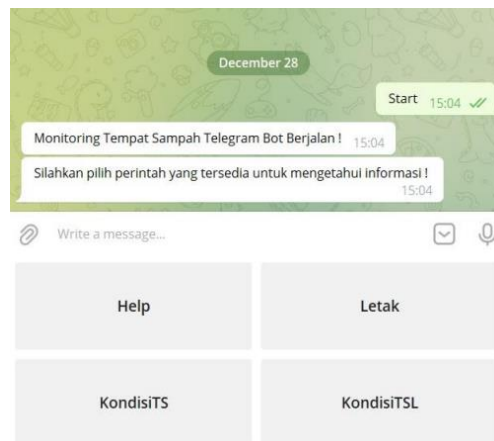 December 28
Start 15:04
Monitoring Tempat Sampah Telegram Bot Berjalan ! 15:04
Silahkan pilih perintah yang tersedia untuk mengetahui informasi !
15:04
Write a message...
Help
Letak
KondisiTS
KondisiTSL